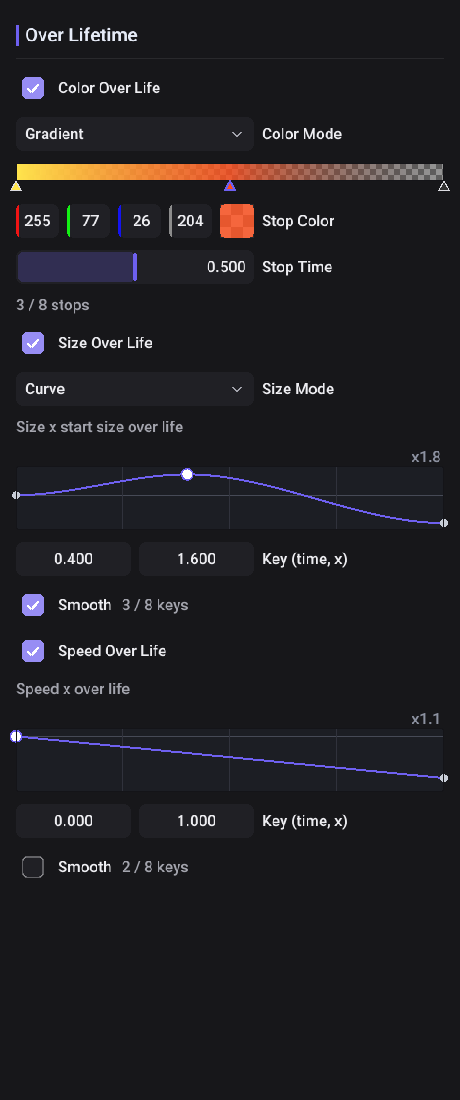 Over Lifetime
Color Over Life
Gradient Color Mode
255 77 26 204 Stop Color
0.500 Stop Time
3 / 8 stops
Size Over Life
Curve Size Mode
Size x start size over life
x1.8
0.400 1.600 Key (time, x)
Smooth 3 / 8 keys
Speed Over Life
Speed x over life
x1.1
0.000 1.000 Key (time, x)
Smooth 2 / 8 keys